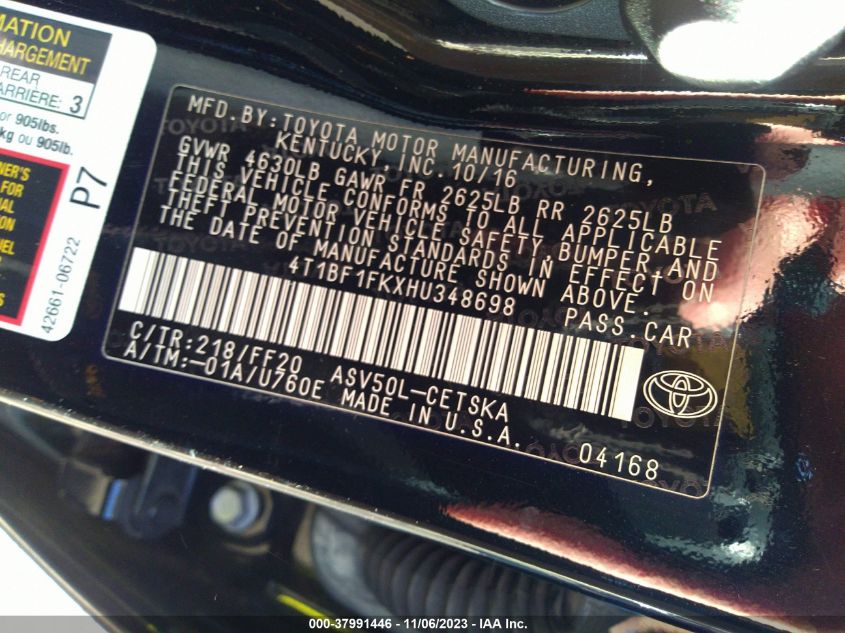 MATION
HARGEMENT
REAR
ARRIERE: 3
or 905lbs.
kg ou 905lb.
P7
42661-06722
MFD.BY:TOYOTA MOTOR MANUFACTURING,
KENTUCKY, INC. 10/16
GVWR 4630LB GAWR FR 2625LB RR 2625LB
THIS VEHICLE CONFORMS TO ALL APPLICABLE
FEDERAL MOTOR VEHICLE SAFETY,BUMPER,AND
THEFT PREVENTION STANDARDS IN EFFECT ON
THE DATE OF MANUFACTURE SHOWN ABOVE.
4T1BF1FKXHU348698 PASS.CAR
C/TR:218/FF20 ASV50L-CETSKA
A/TM:-01A/U760E MADE IN U.S.A.
04168
000-37991446 - 11/06/2023 - IAA Inc.